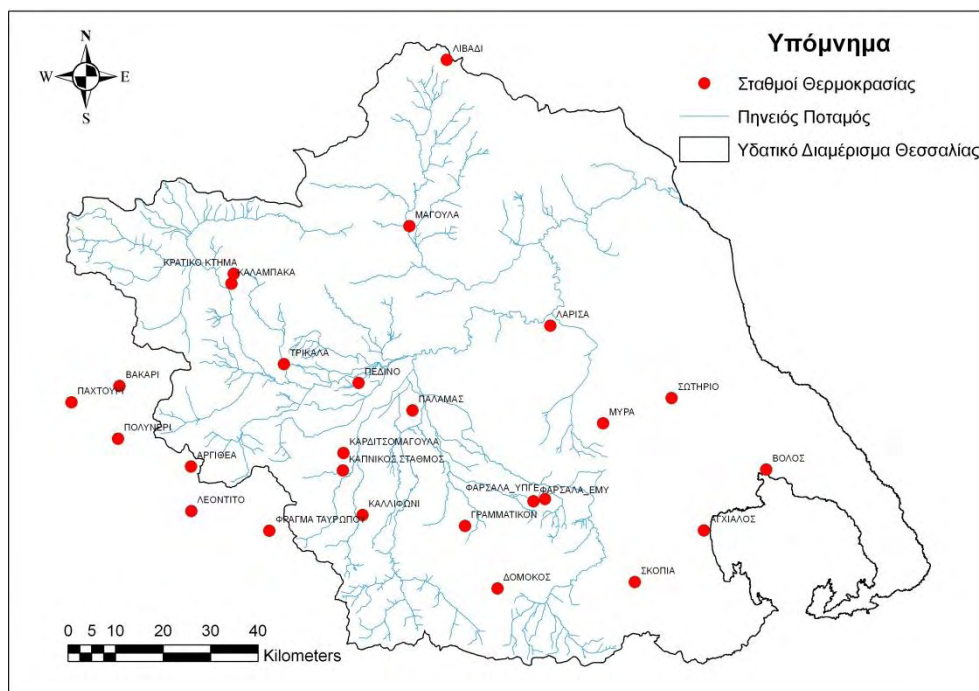 N
W E
S
Υπόμνημα
Σταθμοί Θερμοκρασίας
Πηνειός Ποταμός
Υδατικό Διαμέρισμα Θεσσαλίας
ΛΙΒΑΔΙ
ΜΑΓΟΥΛΑ
ΚΡΑΤΙΚΟ ΚΤΗΜΑ
ΚΑΛΑΜΠΑΚΑ
ΛΑΡΙΣΑ
ΤΡΙΚΑΛΑ
ΠΕΔΙΝΟ
ΒΑΚΑΡΙ
ΠΑΧΤΟΥΡΙ
ΣΩΤΗΡΙΟ
ΠΑΛΑΜΑΣ
ΜΥΡΑ
ΠΟΛΥΝΕΡΙ
ΚΑΡΔΙΤΣΟΜΑΓΟΥΛΑ
ΑΡΓΙΘΕΑ
ΚΑΠΝΙΚΟΣ ΣΤΑΘΜΟΣ
ΒΟΛΟΣ
ΦΑΡΣΑΛΑ_ΥΠΓΕ
ΦΑΡΣΑΛΑ_ΕΜΥ
ΛΕΟΝΤΙΤΟ
ΚΑΛΛΙΦΩΝΙ
ΓΡΑΜΜΑΤΙΚΟΝ
ΦΡΑΓΜΑ ΤΑΥΡΩΠΟΥ
ΑΓΧΙΑΛΟΣ
ΣΚΟΠΙΑ
ΔΟΜΟΚΟΣ
0 5 10 20 30 40
Kilometers